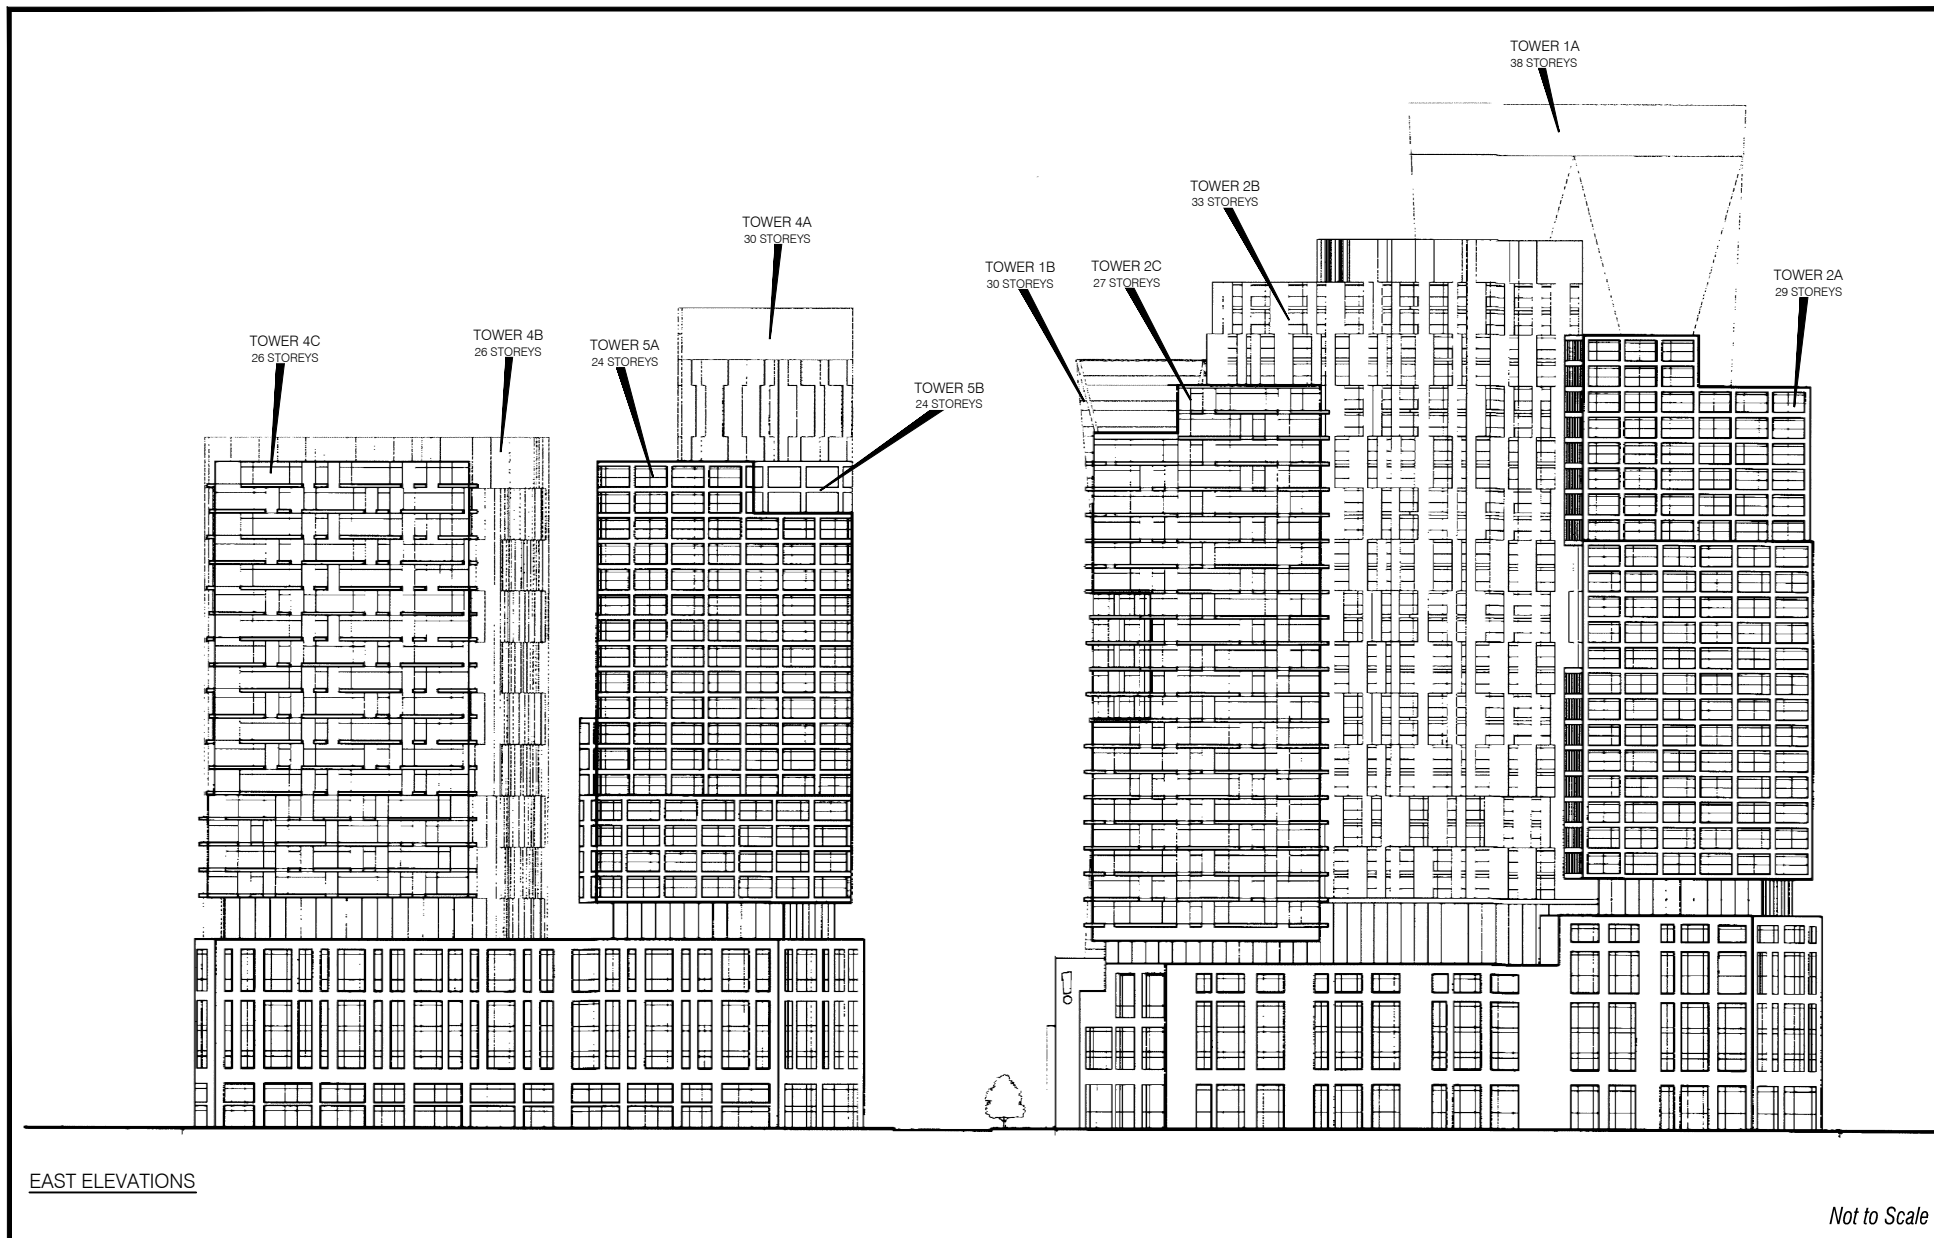 TOWER 1A
38 STOREYS
TOWER 2B
33 STOREYS
TOWER 4A
30 STOREYS
TOWER 1B
30 STOREYS
TOWER 2C
27 STOREYS
TOWER 2A
29 STOREYS
TOWER 4C
26 STOREYS
TOWER 4B
26 STOREYS
TOWER 5A
24 STOREYS
TOWER 5B
24 STOREYS
EAST ELEVATIONS
Not to Scale